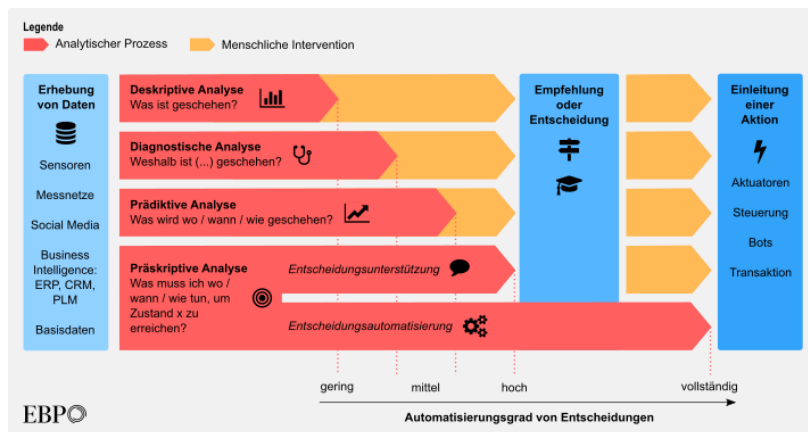 Legende
Analytischer Prozess
Menschliche Intervention
Erhebung
von Daten
Sensoren
Messnetze
Social Media
Business
Intelligence:
ERP, CRM,
PLM
Basisdaten
Deskriptive Analyse
Was ist geschehen?
Diagnostische Analyse
Weshalb ist (...) geschehen?
Prädiktive Analyse
Was wird wo / wann / wie geschehen?
Präskriptive Analyse
Was muss ich wo /
wann / wie tun, um
Zustand x zu
erreichen?
Entscheidungsunterstützung
Entscheidungsautomatisierung
Empfehlung
oder
Entscheidung
Einleitung
einer
Aktion
Aktuatoren
Steuerung
Bots
Transaktion
gering
mittel
hoch
vollständig
Automatisierungsgrad von Entscheidungen
EBP